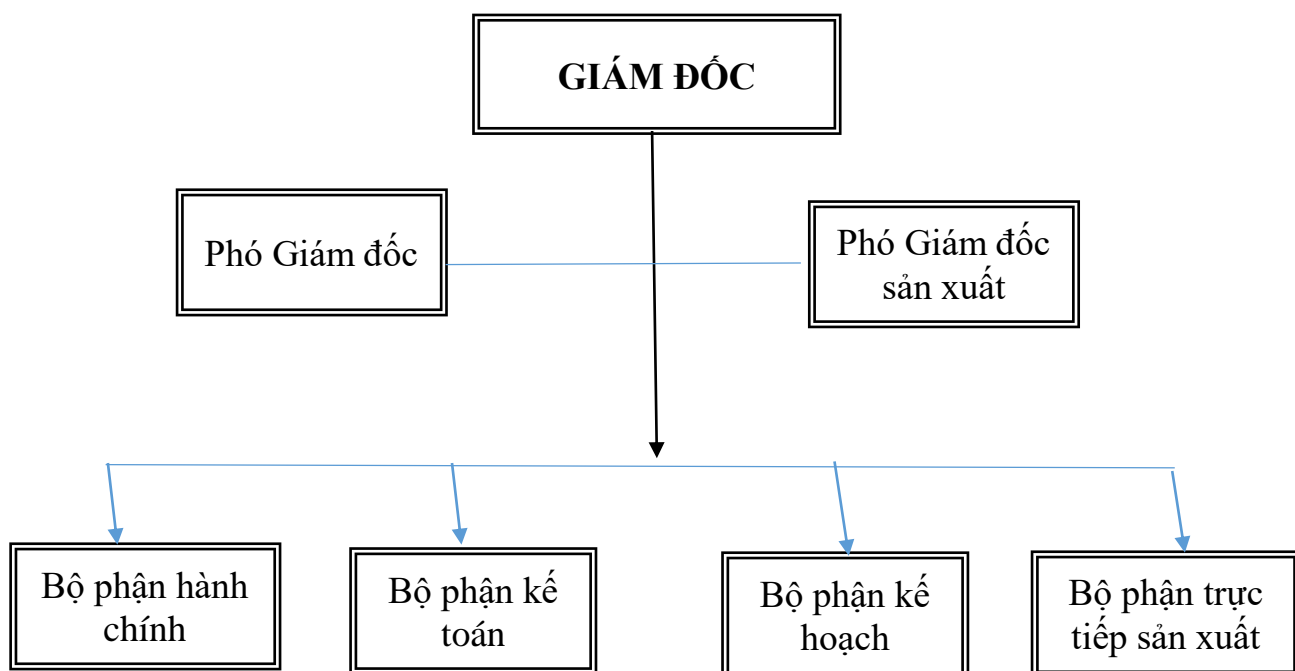 GIÁM ĐỐC
Phó Giám đốc
Phó Giám đốc
sản xuất
Bộ phận hành
chính
Bộ phận kế
toán
Bộ phận kế
hoạch
Bộ phận trực
tiếp sản xuất